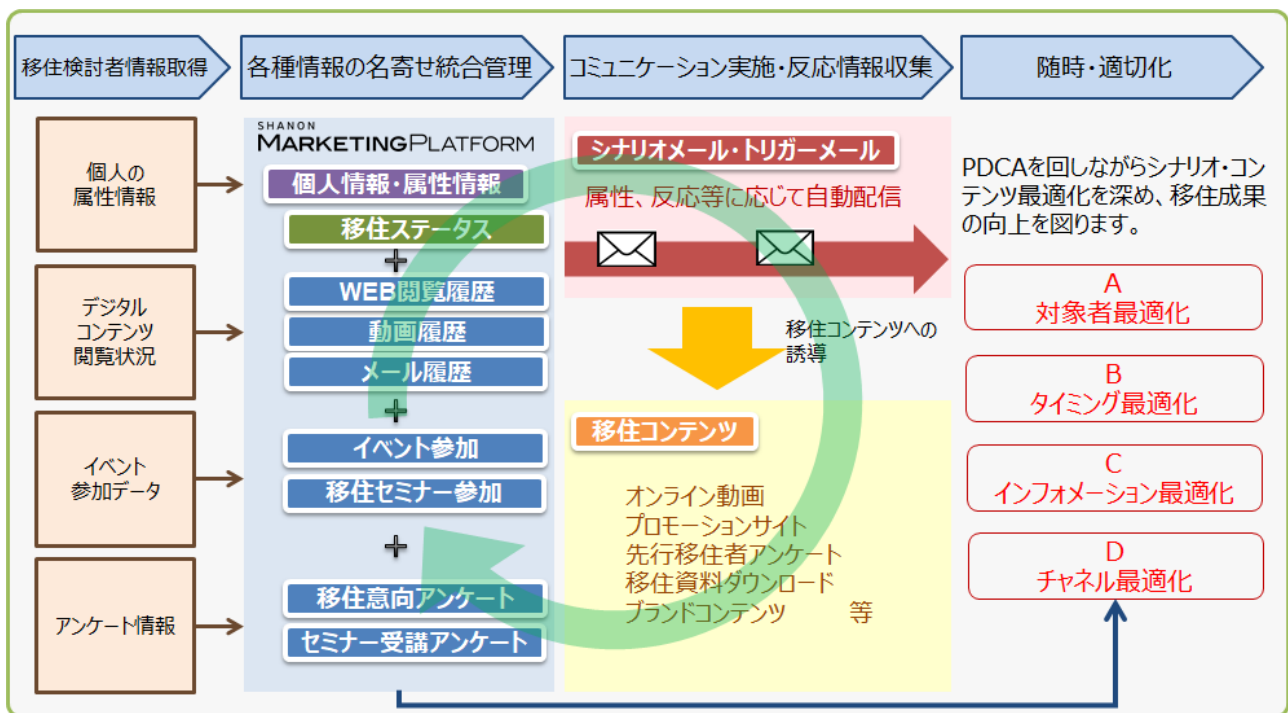 移住検討者情報取得
各種情報の名寄せ統合管理
コミュニケーション実施・反応情報収集
随時・適切化
個人の
属性情報
デジタル
コンテンツ
閲覧状況
イベント
参加データ
アンケート情報
SHANON
MARKETINGPLATFORM
個人情報・属性情報
移住ステータス
+
WEB閲覧履歴
動画履歴
メール履歴
+
イベント参加
移住セミナー参加
+
移住意向アンケート
セミナー受講アンケート
シナリオメール・トリガーメール
属性、反応等に応じて自動配信
移住コンテンツへの
誘導
移住コンテンツ
オンライン動画
プロモーションサイト
先行移住者アンケート
移住資料ダウンロード
ブランドコンテンツ　　等
PDCAを回しながらシナリオ・コン
テンツ最適化を深め、移住成果
の向上を図ります。
A
対象者最適化
B
タイミング最適化
C
インフォメーション最適化
D
チャネル最適化